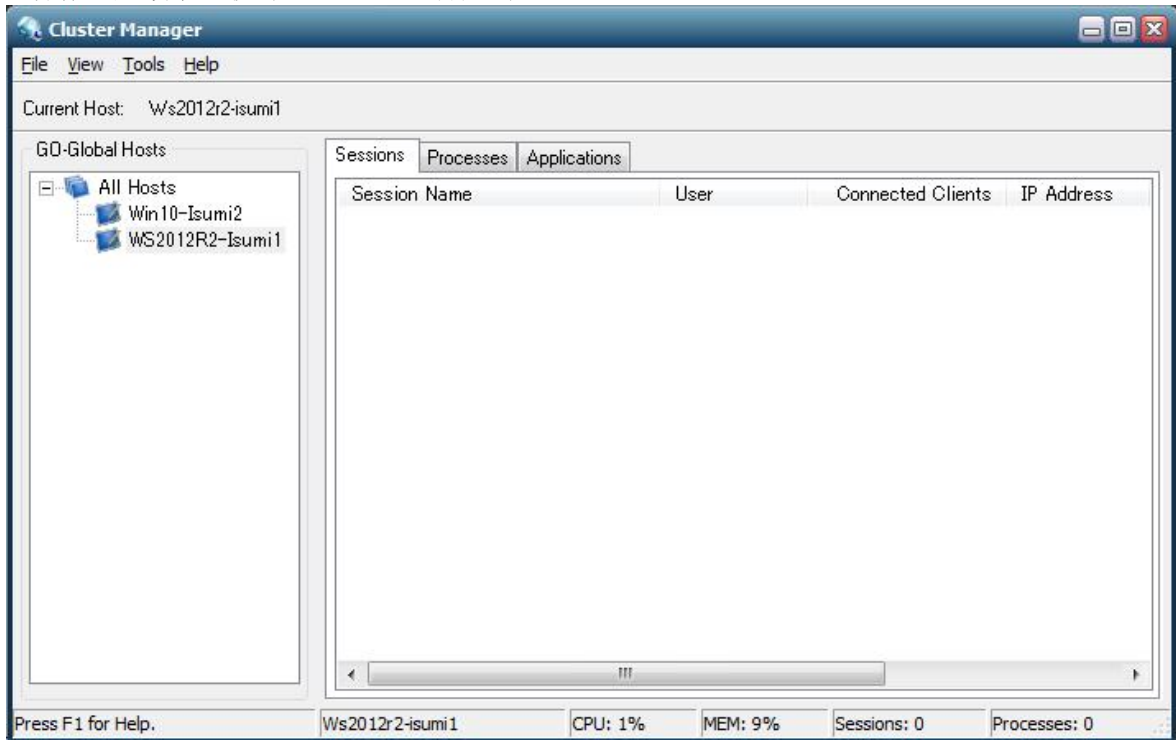 Cluster Manager
File View Tools Help
Current Host: Ws2012r2-isumi1
GO-Global Hosts
All Hosts
Win10-Isumi2
WS2012R2-Isumi1
Sessions Processes Applications
Session Name User Connected Clients IP Address
Press F1 for Help. Ws2012r2-isumi1 CPU: 1% MEM: 9% Sessions: 0 Processes: 0